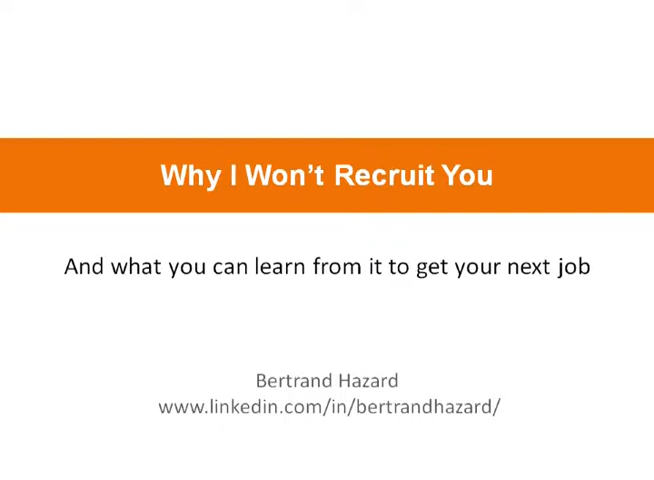 Why I Won’t Recruit You
And what you can learn from it to get your next job
Bertrand Hazard
www.linkedin.com/in/bertrandhazard/